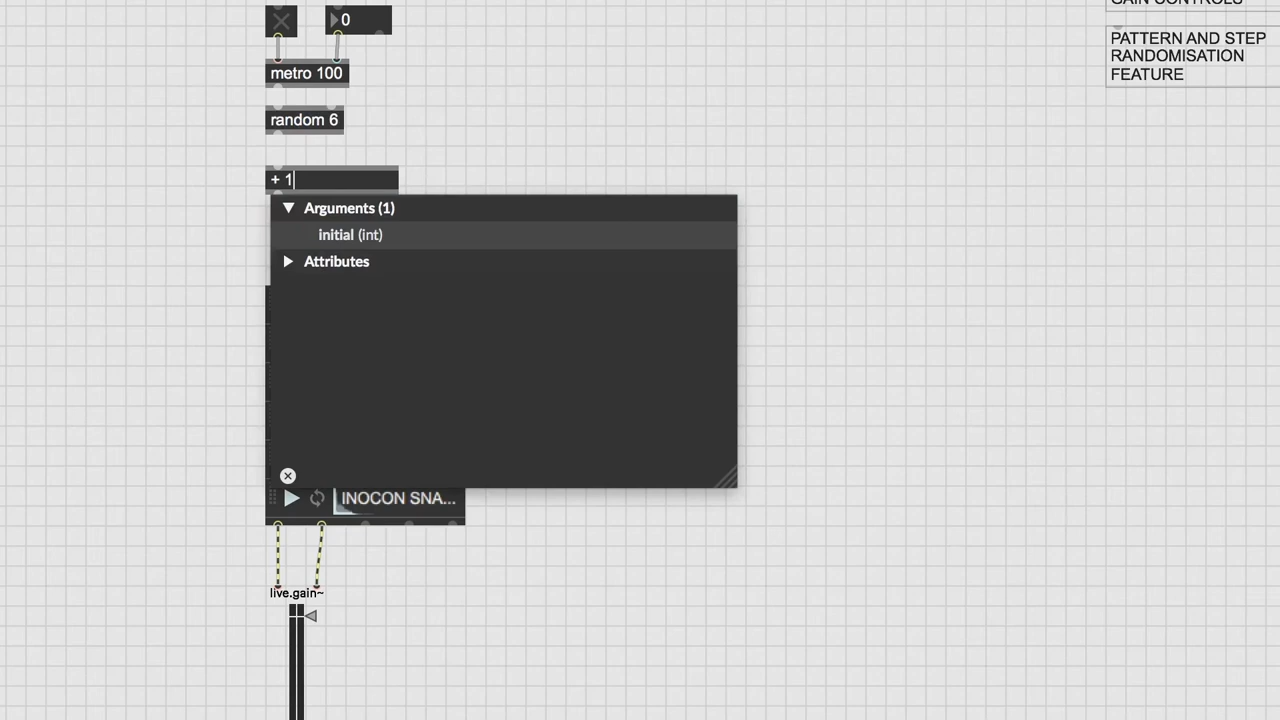 0
metro 100
random 6
+ 1
Arguments (1)
initial (int)
Attributes
INOCON SNA...
live.gain~
PATTERN AND STEP
RANDOMISATION
FEATURE